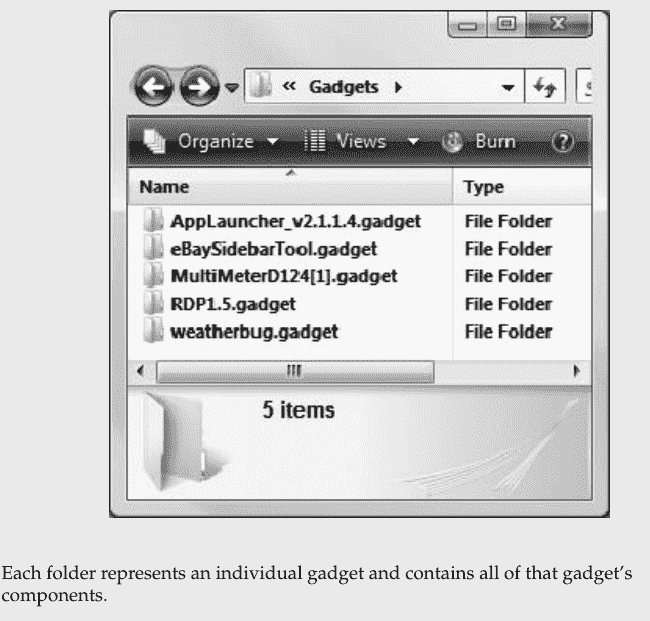 « Gadgets
Organize Views Burn ?
Name Type
AppLauncher_v2.1.1.4.gadget File Folder
eBaySidebarTool.gadget File Folder
MultiMeterD124[1].gadget File Folder
RDP1.5.gadget File Folder
weatherbug.gadget File Folder
5 items
Each folder represents an individual gadget and contains all of that gadget’s
components.